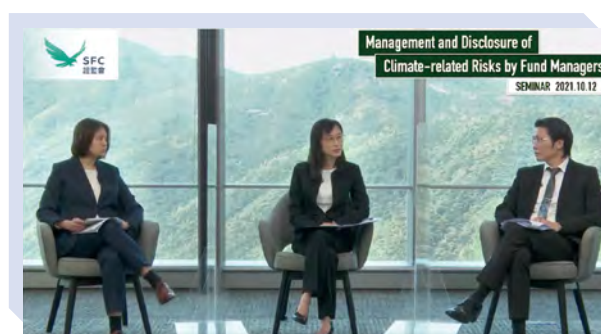 SFC
證監會
Management and Disclosure of
Climate-related Risks by Fund Managers
SEMINAR 2021.10.12